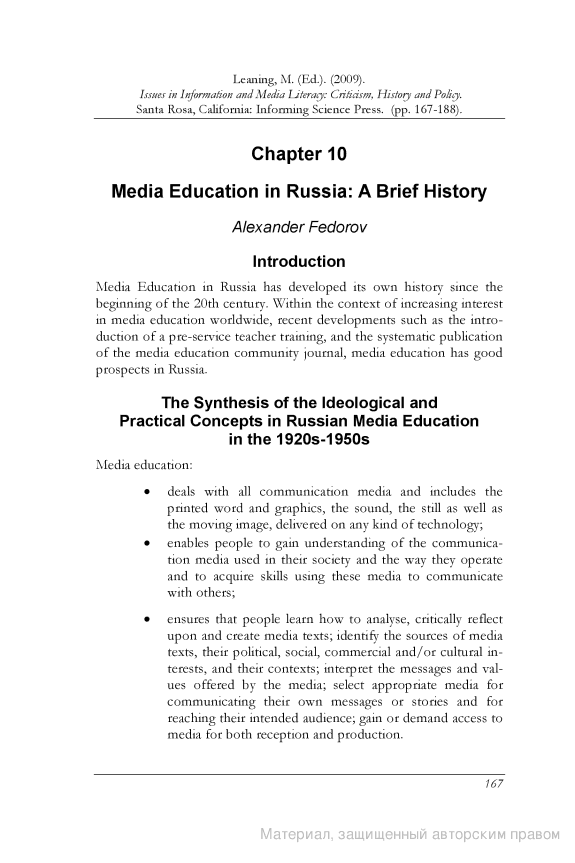 Leaning, M. (Ed.). (2009).
Issues in Information and Media Literacy: Criticism, History and Policy.
Santa Rosa, California: Informing Science Press. (pp. 167-188).
Chapter 10
Media Education in Russia: A Brief History
Alexander Fedorov
Introduction
Media Education in Russia has developed its own history since the
beginning of the 20th century. Within the context of increasing interest
in media education worldwide, recent developments such as the intro-
duction of a pre-service teacher training, and the systematic publication
of the media education community journal, media education has good
prospects in Russia.
The Synthesis of the Ideological and
Practical Concepts in Russian Media Education
in the 1920s-1950s
Media education:
• deals with all communication media and includes the
printed word and graphics, the sound, the still as well as
the moving image, delivered on any kind of technology;
• enables people to gain understanding of the communica-
tion media used in their society and the way they operate
and to acquire skills using these media to communicate
with others;
• ensures that people learn how to analyse, critically reflect
upon and create media texts; identify the sources of media
texts, their political, social, commercial and/or cultural in-
terests, and their contexts; interpret the messages and val-
ues offered by the media; select appropriate media for
communicating their own messages or stories and for
reaching their intended audience; gain or demand access to
media for both reception and production.
167
Материал, защищенный авторским правом